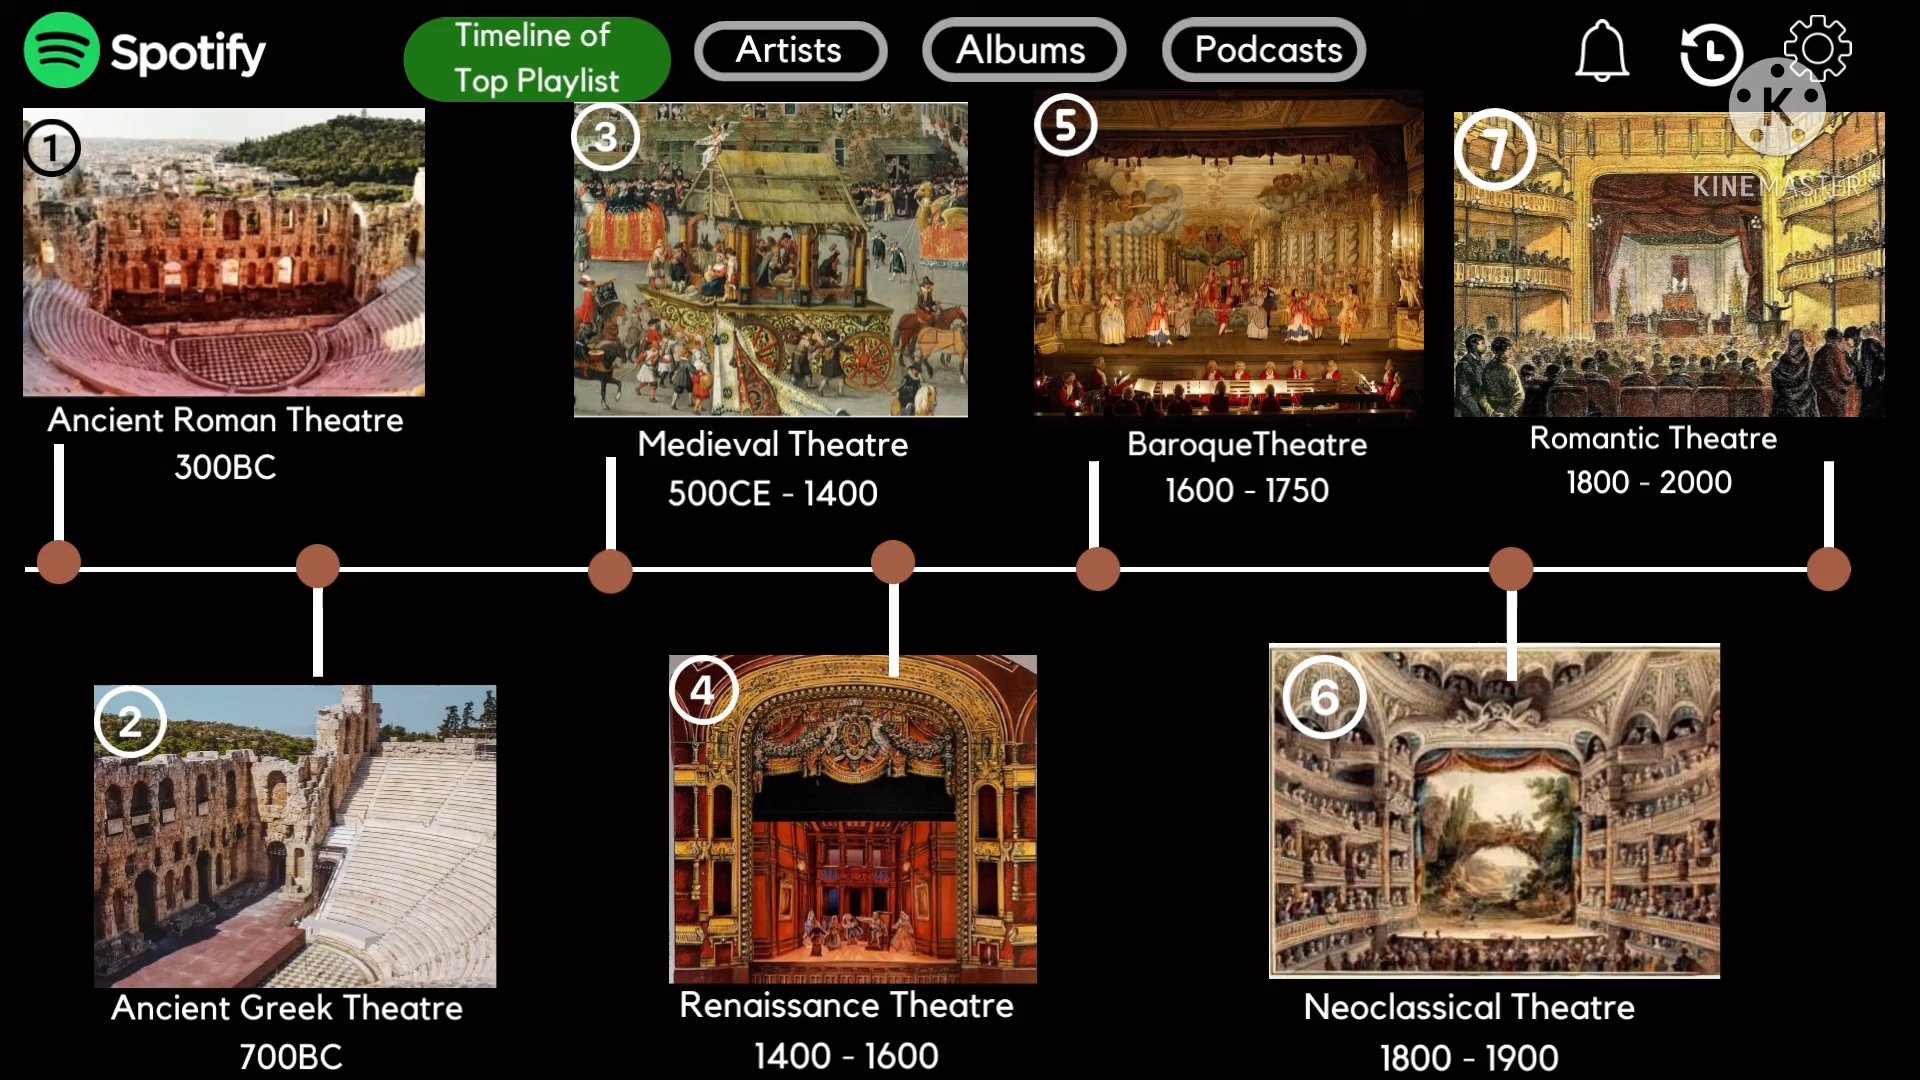 Spotify
Timeline of
Top Playlist
Artists
Albums
Podcasts
K
KINEMASTER
1
Ancient Roman Theatre
300BC
3
Medieval Theatre
500CE - 1400
5
BaroqueTheatre
1600 - 1750
7
Romantic Theatre
1800 - 2000
2
Ancient Greek Theatre
700BC
4
Renaissance Theatre
1400 - 1600
6
Neoclassical Theatre
1800 - 1900